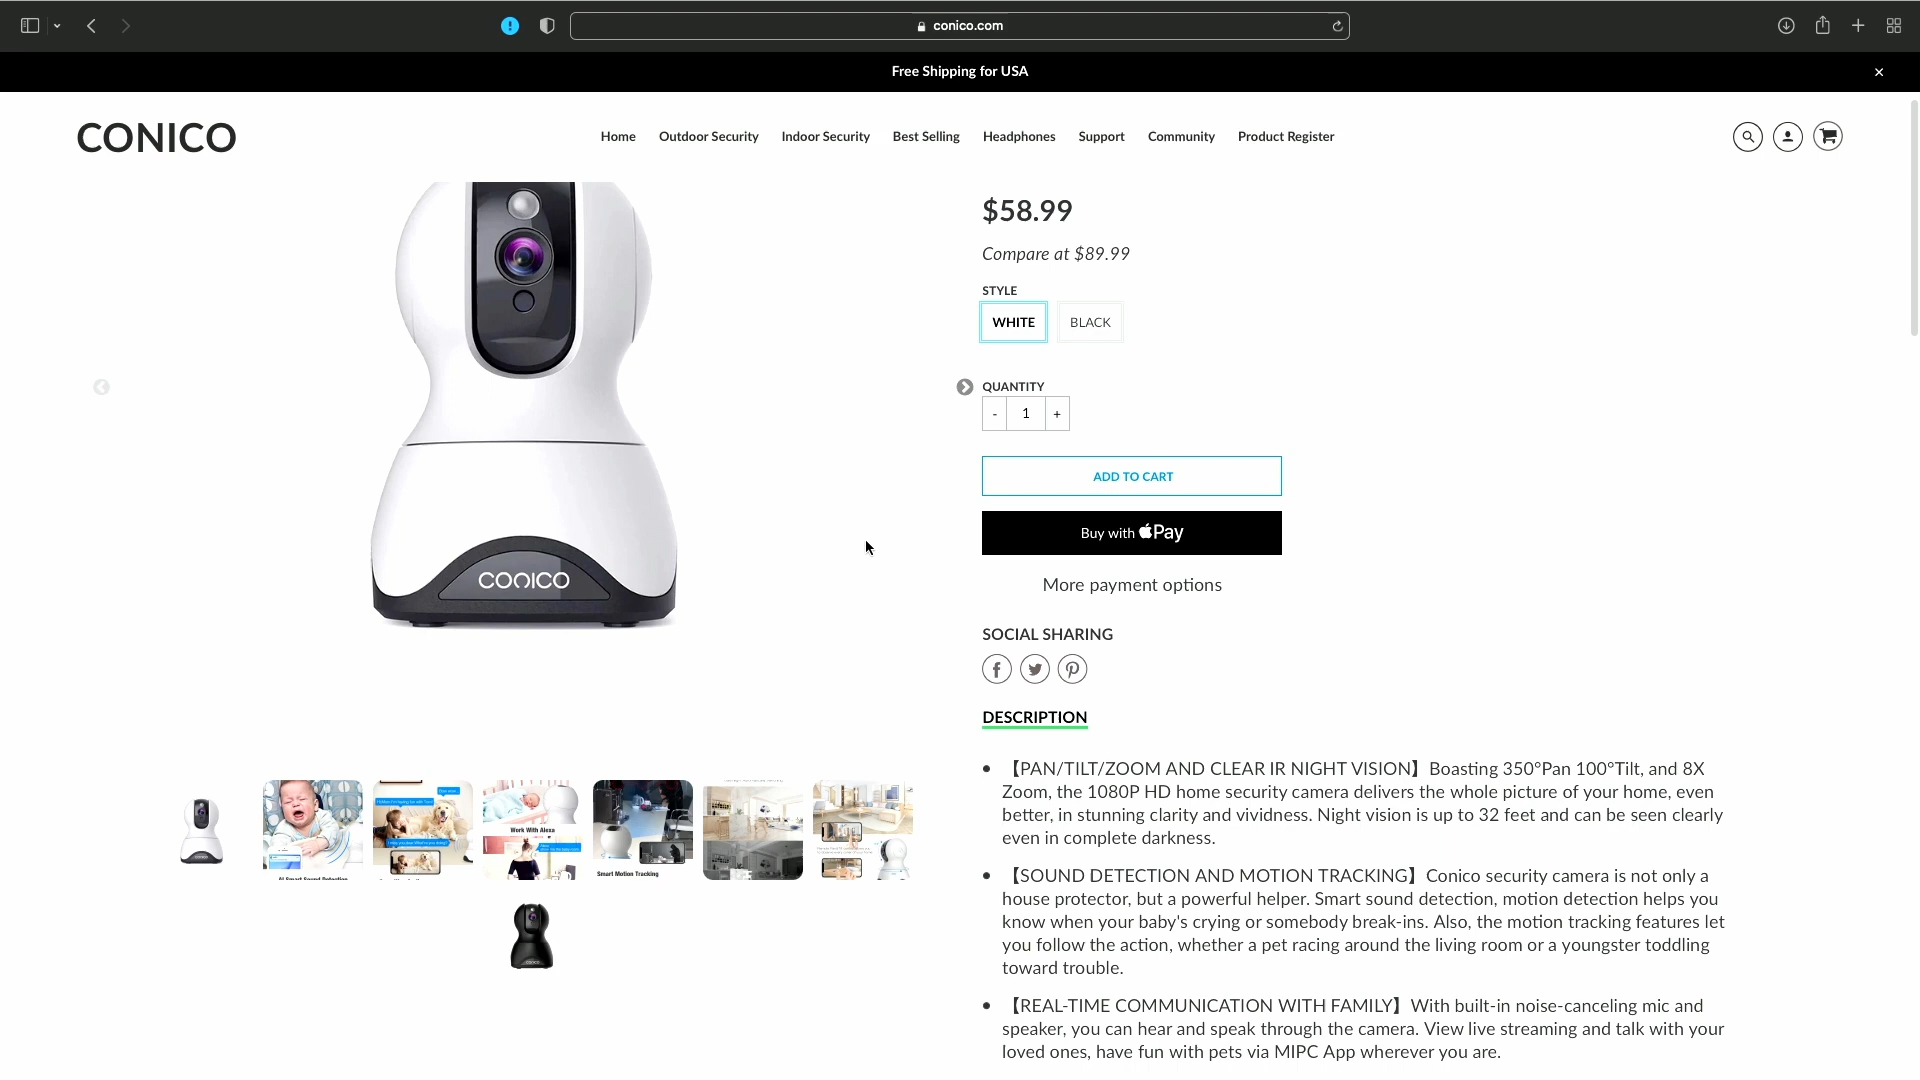 conico.com
Free Shipping for USA
CONICO
Home
Outdoor Security
Indoor Security
Best Selling
Headphones
Support
Community
Product Register
CONICO
$58.99
Compare at $89.99
STYLE
WHITE
BLACK
QUANTITY
- 1 +
ADD TO CART
Buy with Pay
More payment options
SOCIAL SHARING
DESCRIPTION
【PAN/TILT/ZOOM AND CLEAR IR NIGHT VISION】Boasting 350°Pan 100°Tilt, and 8X
Zoom, the 1080P HD home security camera delivers the whole picture of your home, even
better, in stunning clarity and vividness. Night vision is up to 32 feet and can be seen clearly
even in complete darkness.
【SOUND DETECTION AND MOTION TRACKING】Conico security camera is not only a
house protector, but a powerful helper. Smart sound detection, motion detection helps you
know when your baby's crying or somebody break-ins. Also, the motion tracking features let
you follow the action, whether a pet racing around the living room or a youngster toddling
toward trouble.
【REAL-TIME COMMUNICATION WITH FAMILY】With built-in noise-canceling mic and
speaker, you can hear and speak through the camera. View live streaming and talk with your
loved ones, have fun with pets via MIPC App wherever you are.
Work With Alexa
Smart Motion Tracking
AI Smart Sound Detection